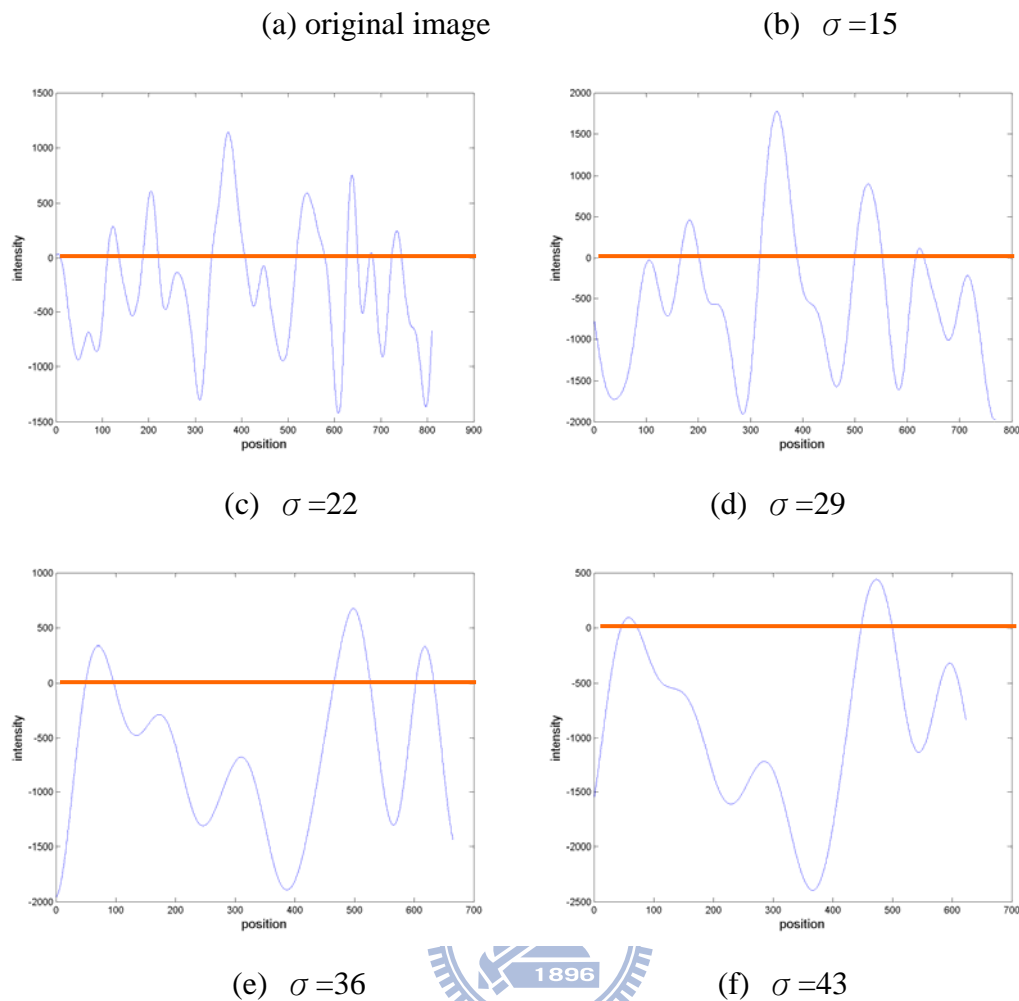 (a) original image (b) σ =15
1500
1000
500
0
-500
-1000
-1500
0 100 200 300 400 500 600 700 800 900
position
intensity
2000
1500
1000
500
0
-500
-1000
-1500
-2000
0 100 200 300 400 500 600 700 800
position
intensity
(c) σ =22 (d) σ =29
1000
500
0
-500
-1000
-1500
-2000
0 100 200 300 400 500 600 700
position
intensity
500
0
-500
-1000
-1500
-2000
-2500
0 100 200 300 400 500 600 700
position
intensity
1896
(e) σ =36 (f) σ =43